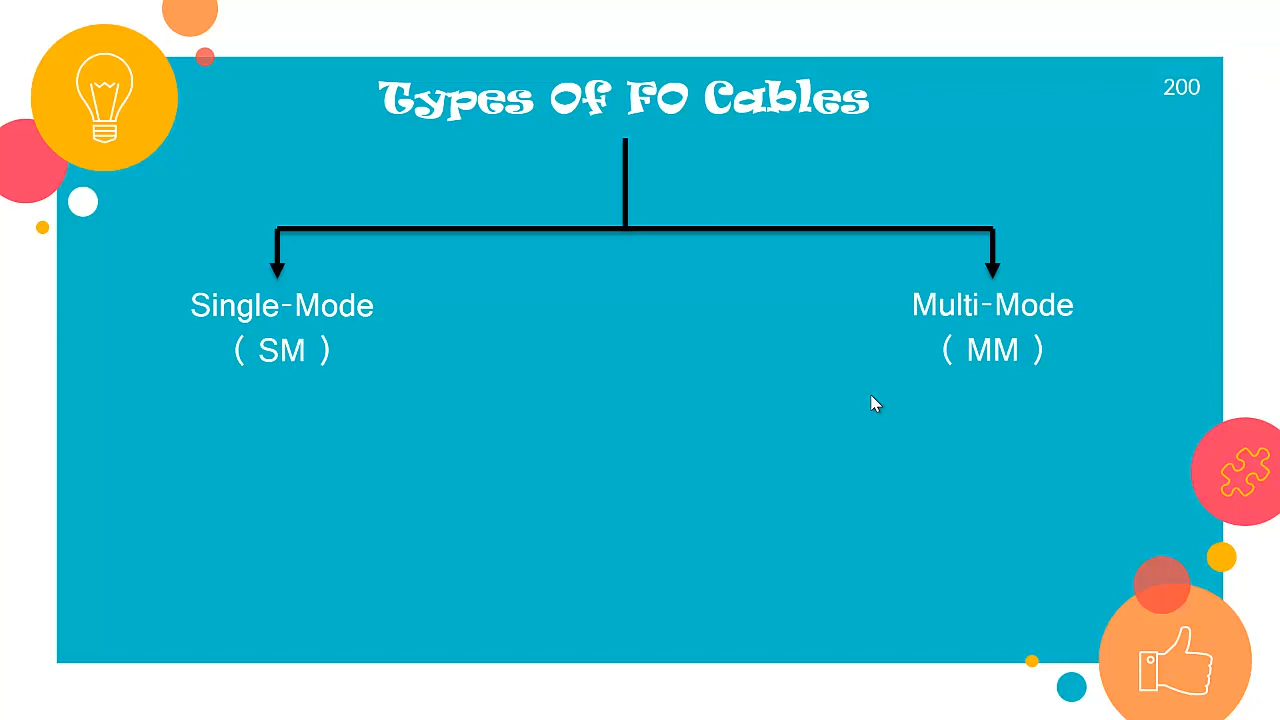 Types Of FO Cables
200
Single-Mode
( SM )
Multi-Mode
( MM )